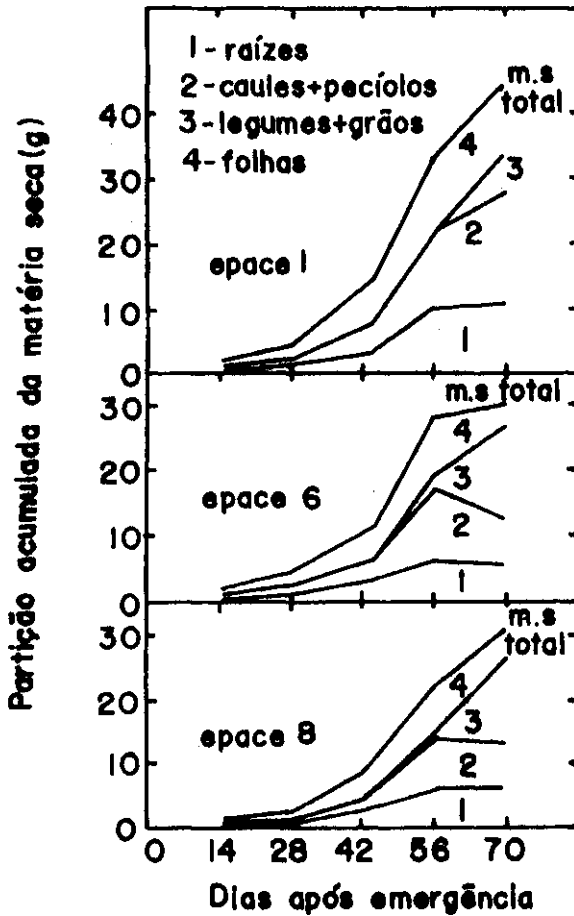 Partição acumulada da matéria seca (g)
1 - raízes
2 - caules+pecíolos
3 - legumes+grãos
4 - folhas
m.s
total
40
30
20
10
0
4
3
2
1
epace 1
m.s total
30
20
10
0
4
3
2
1
epace 6
m.s
total
30
20
10
0
4
3
2
1
epace 8
0 14 28 42 56 70
Dias após emergência